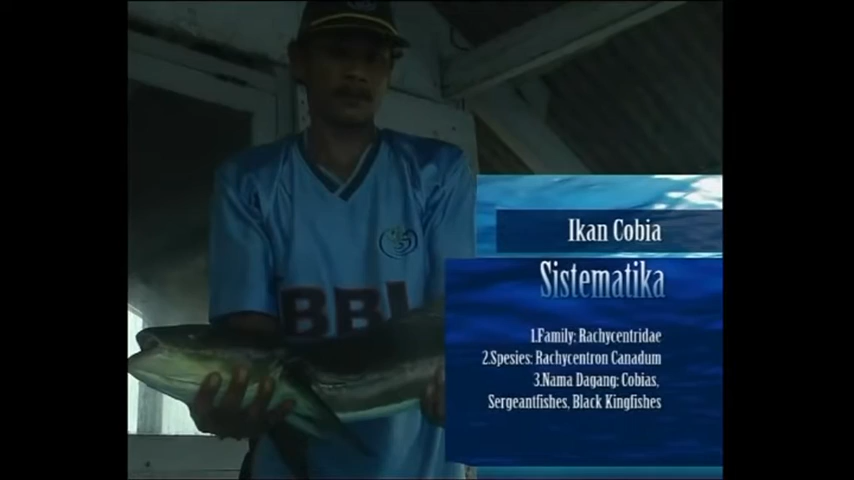 BBL
Ikan Cobia
Sistematika
1.Family: Rachycentridae
2.Spesies: Rachycentron Canadum
3.Nama Dagang: Cobias,
Sergeantfishes, Black Kingfishes